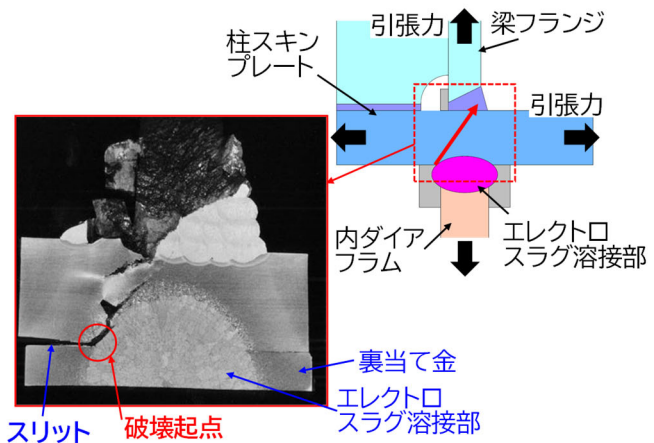 引張力
梁フランジ
柱スキン
プレート
引張力
内ダイア
フラム
エレクトロ
スラグ溶接部
裏当て金
エレクトロ
スラグ溶接部
スリット
破壊起点